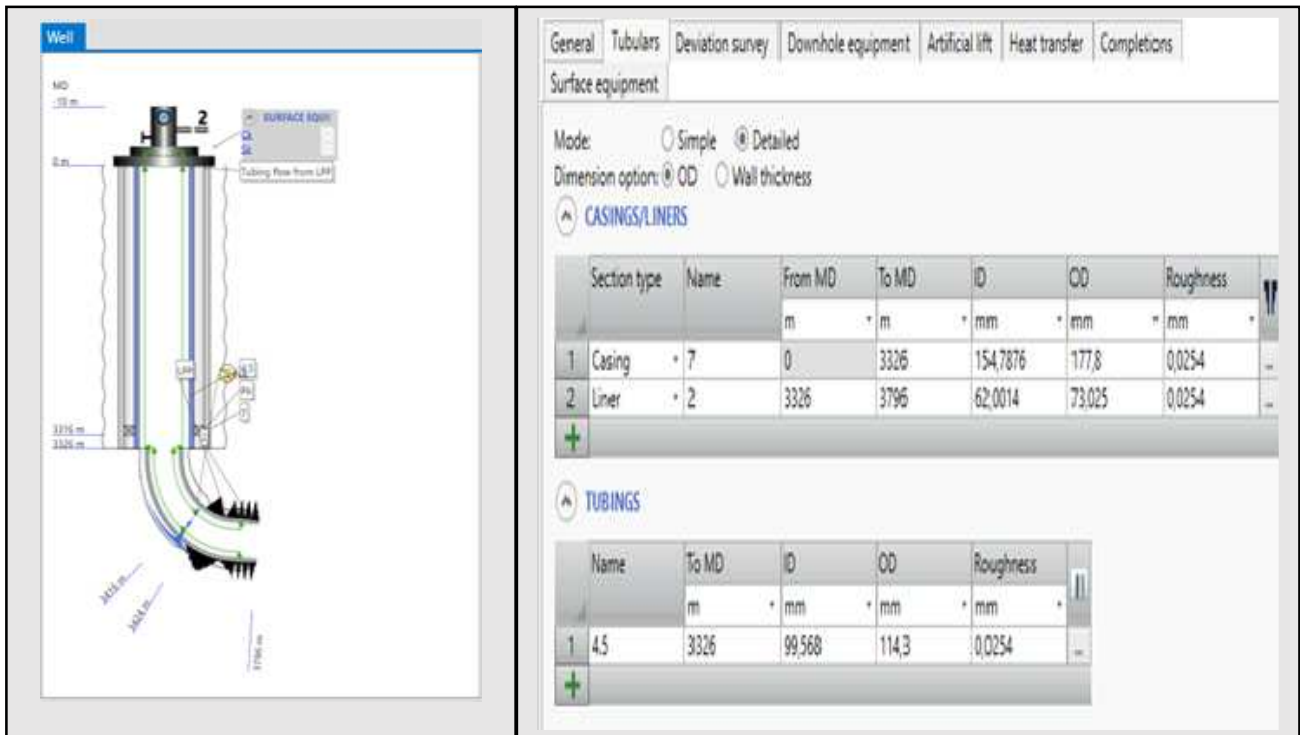 Well
MD
-10 m
2
0 m
Tubing flow from LPP
LPP
3316 m
3326 m
3796 m
General Tubulars Deviation survey Downhole equipment Artificial lift Heat transfer Completions
Surface equipment
Mode: Simple Detailed
Dimension option: OD Wall thickness
CASINGS/LINERS
Section type Name From MD To MD ID OD Roughness
m m mm mm mm
1 Casing 7 0 3326 154,7876 177,8 0,0254 ...
2 Liner 2 3326 3796 62,0014 73,025 0,0254 ...
+
TUBINGS
Name To MD ID OD Roughness
m mm mm mm
1 4.5 3326 99,568 114,3 0,0254 ...
+